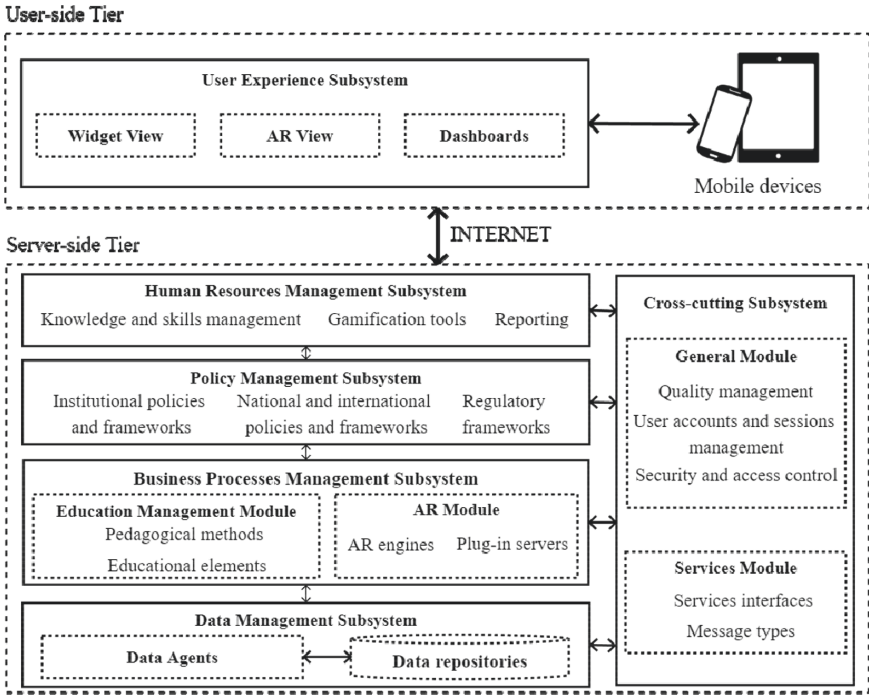 User-side Tier
User Experience Subsystem
Widget View
AR View
Dashboards
Mobile devices
INTERNET
Server-side Tier
Human Resources Management Subsystem
Knowledge and skills management
Gamification tools
Reporting
Policy Management Subsystem
Institutional policies
and frameworks
National and international
policies and frameworks
Regulatory
frameworks
Business Processes Management Subsystem
Education Management Module
Pedagogical methods
Educational elements
AR Module
AR engines
Plug-in servers
Data Management Subsystem
Data Agents
Data repositories
Cross-cutting Subsystem
General Module
Quality management
User accounts and sessions
management
Security and access control
Services Module
Services interfaces
Message types